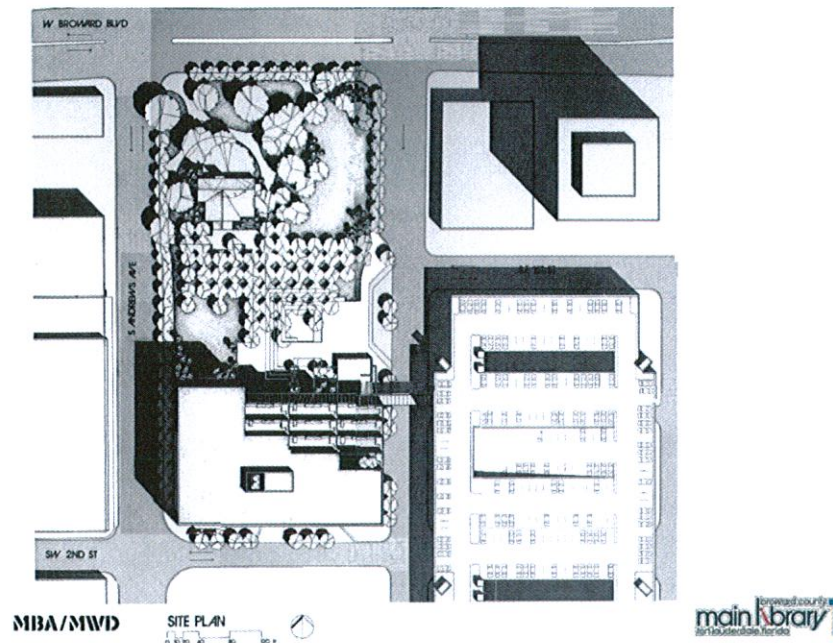 W BROWARD BLVD
S ANDREWS AVE
SW 2ND ST
MBA/MWD
SITE PLAN
broward county
main library
fort lauderdale, florida